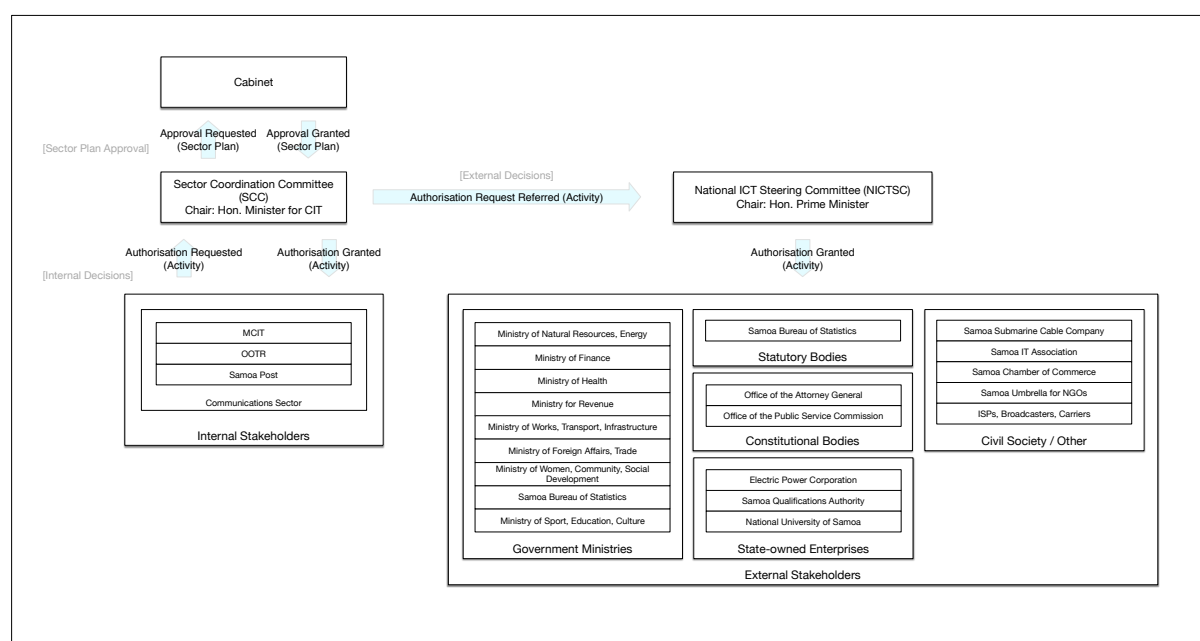 Cabinet
Approval Requested
(Sector Plan)
Approval Granted
(Sector Plan)
[Sector Plan Approval]
Sector Coordination Committee
(SCC)
Chair: Hon. Minister for CIT
[External Decisions]
Authorisation Request Referred (Activity)
National ICT Steering Committee (NICTSC)
Chair: Hon. Prime Minister
Authorisation Requested
(Activity)
Authorisation Granted
(Activity)
Authorisation Granted
(Activity)
[Internal Decisions]
MCIT
OOTR
Samoa Post
Communications Sector
Internal Stakeholders
Ministry of Natural Resources, Energy
Ministry of Finance
Ministry of Health
Ministry for Revenue
Ministry of Works, Transport, Infrastructure
Ministry of Foreign Affairs, Trade
Ministry of Women, Community, Social
Development
Samoa Bureau of Statistics
Ministry of Sport, Education, Culture
Government Ministries
Samoa Bureau of Statistics
Statutory Bodies
Office of the Attorney General
Office of the Public Service Commission
Constitutional Bodies
Electric Power Corporation
Samoa Qualifications Authority
National University of Samoa
State-owned Enterprises
Samoa Submarine Cable Company
Samoa IT Association
Samoa Chamber of Commerce
Samoa Umbrella for NGOs
ISPs, Broadcasters, Carriers
Civil Society / Other
External Stakeholders